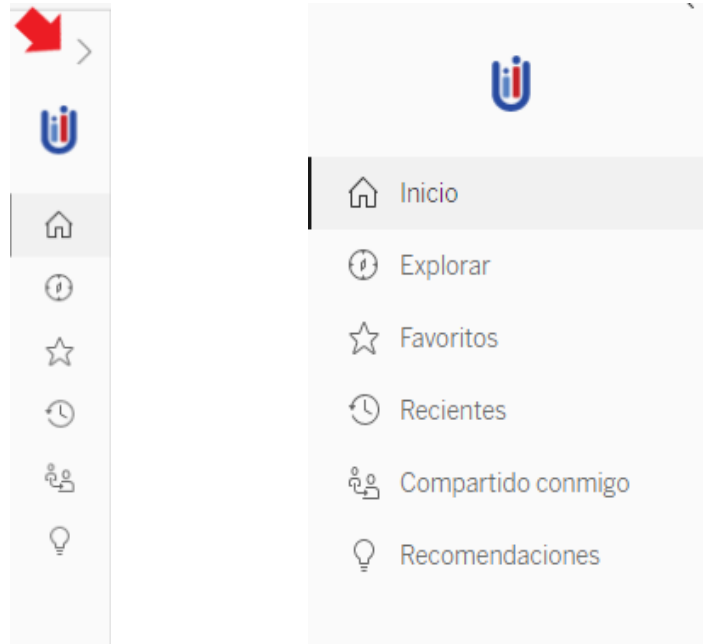 Inicio
Explorar
Favoritos
Recientes
Compartido conmigo
Recomendaciones